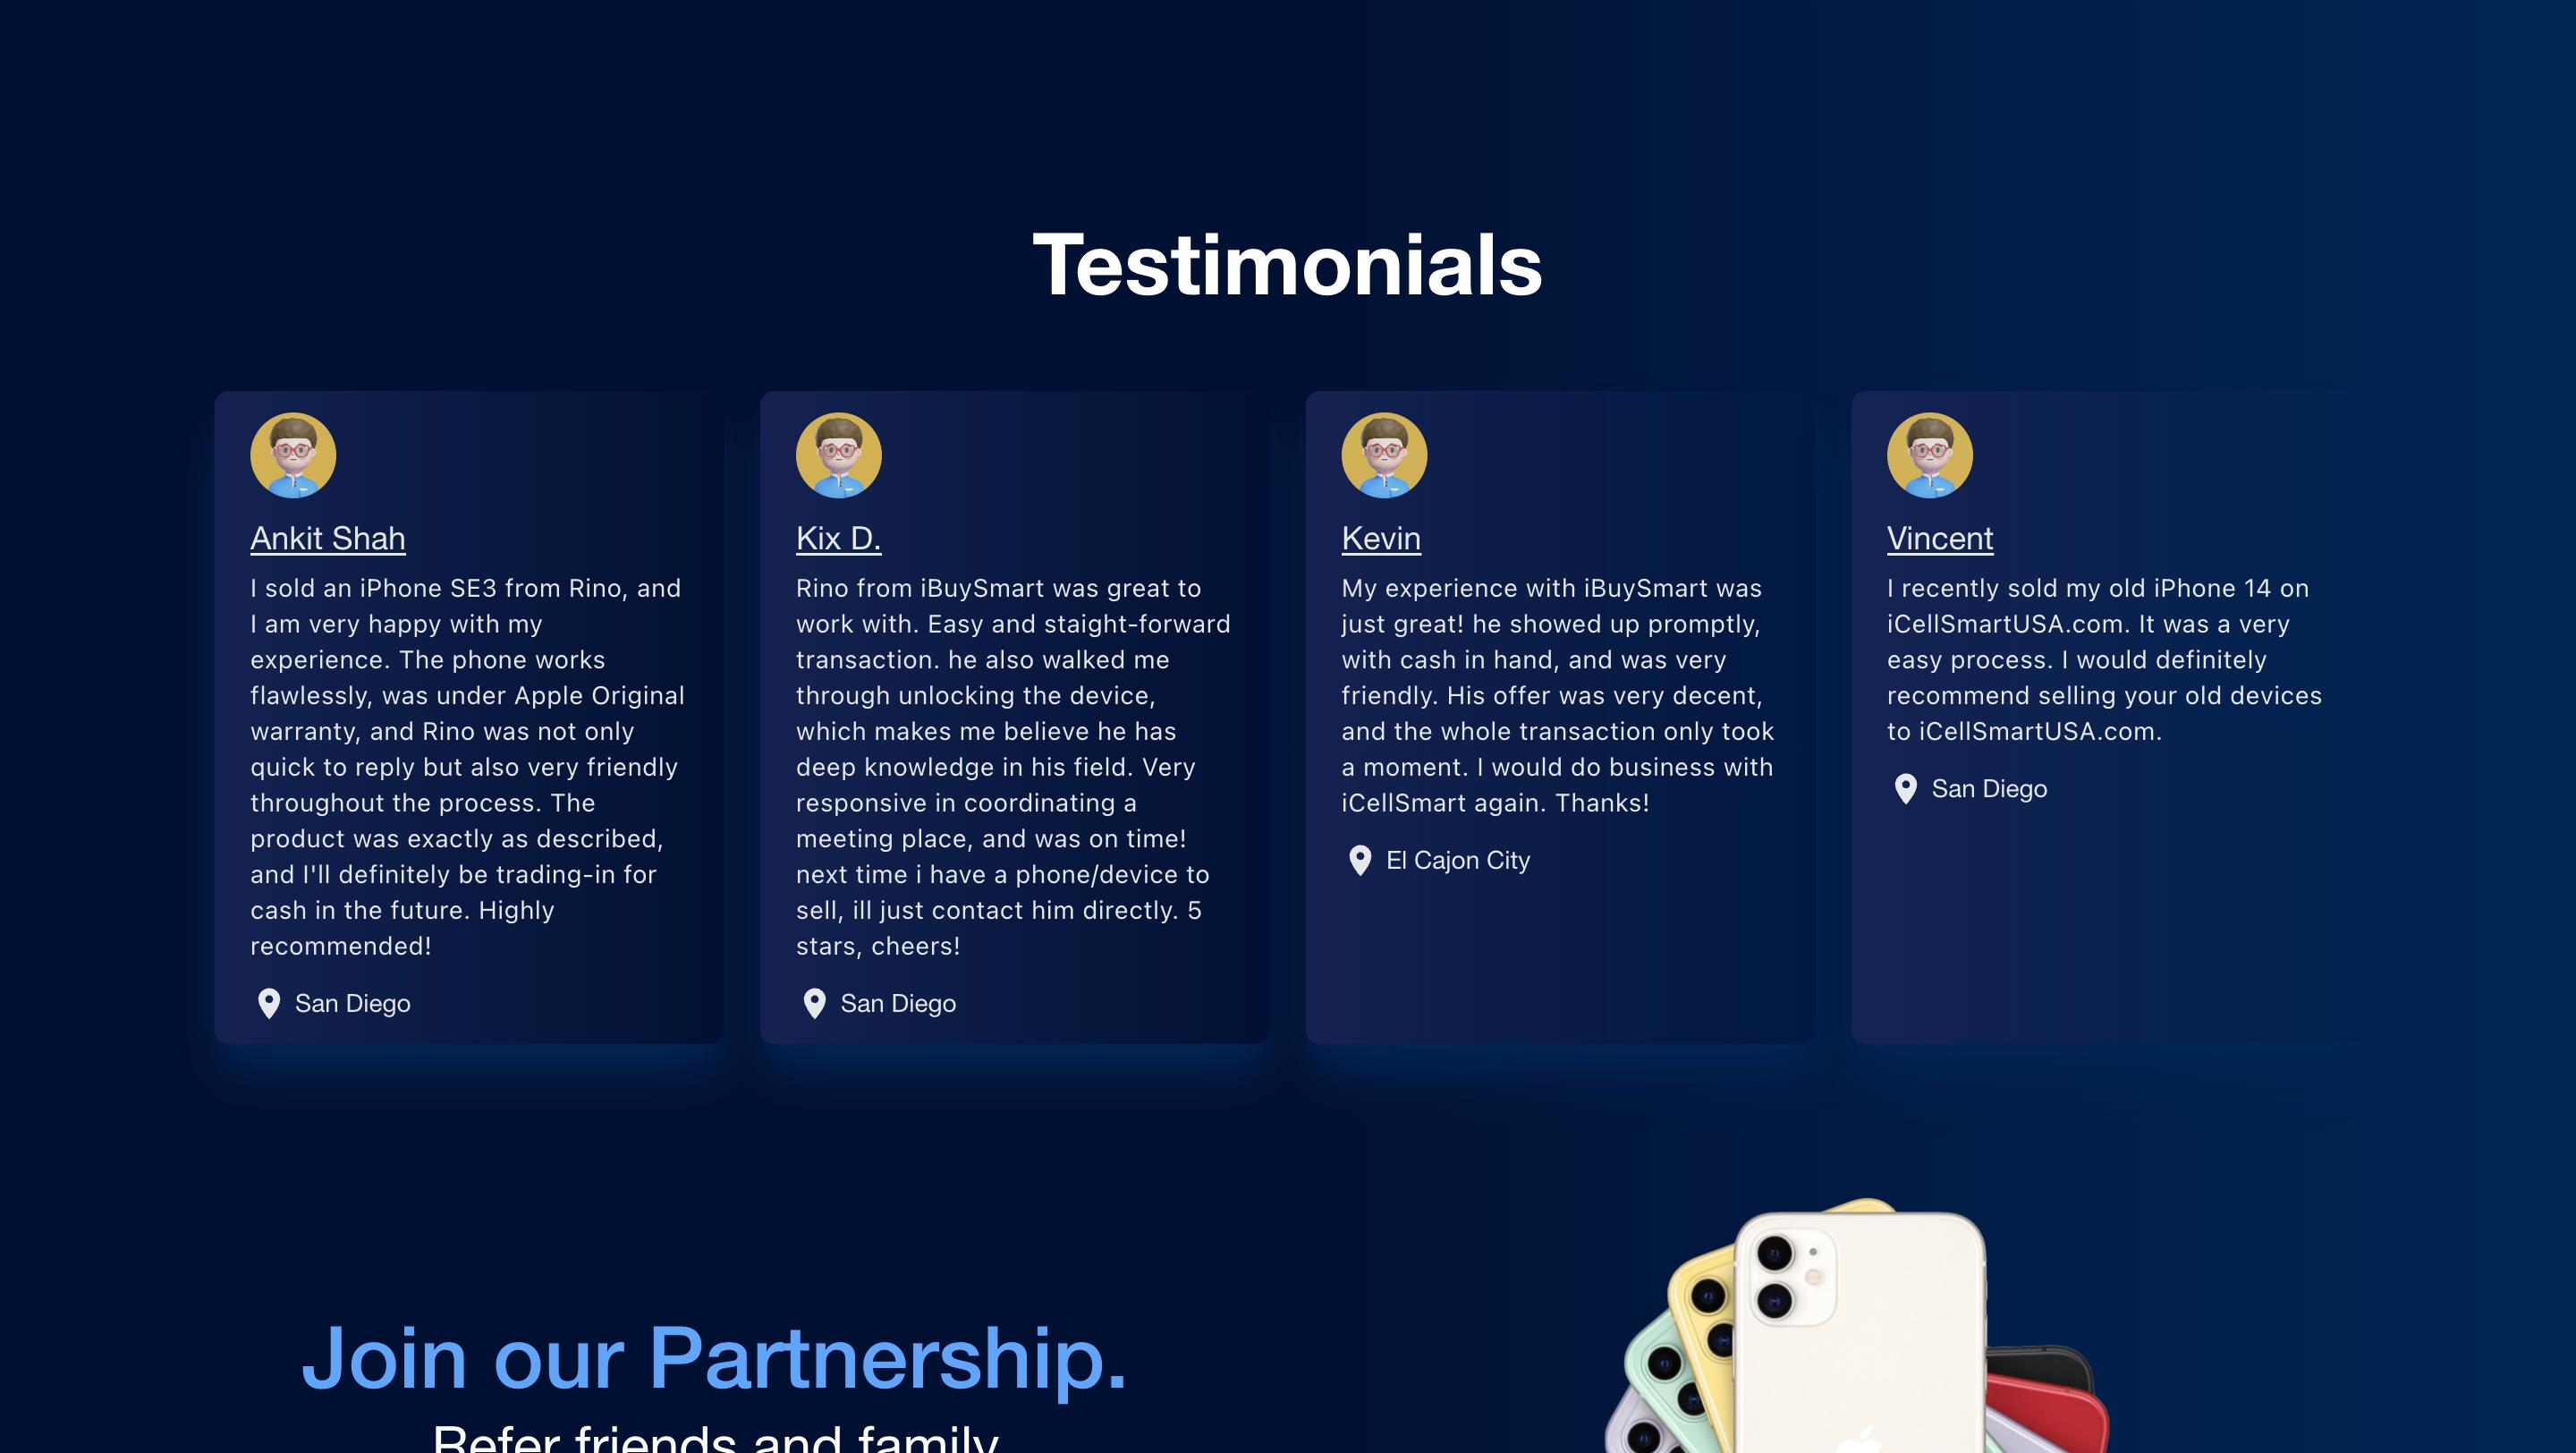 Testimonials
Ankit Shah
I sold an iPhone SE3 from Rino, and
I am very happy with my
experience. The phone works
flawlessly, was under Apple Original
warranty, and Rino was not only
quick to reply but also very friendly
throughout the process. The
product was exactly as described,
and I'll definitely be trading-in for
cash in the future. Highly
recommended!
San Diego
Kix D.
Rino from iBuySmart was great to
work with. Easy and staight-forward
transaction. he also walked me
through unlocking the device,
which makes me believe he has
deep knowledge in his field. Very
responsive in coordinating a
meeting place, and was on time!
next time i have a phone/device to
sell, ill just contact him directly. 5
stars, cheers!
San Diego
Kevin
My experience with iBuySmart was
just great! he showed up promptly,
with cash in hand, and was very
friendly. His offer was very decent,
and the whole transaction only took
a moment. I would do business with
iCellSmart again. Thanks!
El Cajon City
Vincent
I recently sold my old iPhone 14 on
iCellSmartUSA.com. It was a very
easy process. I would definitely
recommend selling your old devices
to iCellSmartUSA.com.
San Diego
Join our Partnership.
Refer friends and family